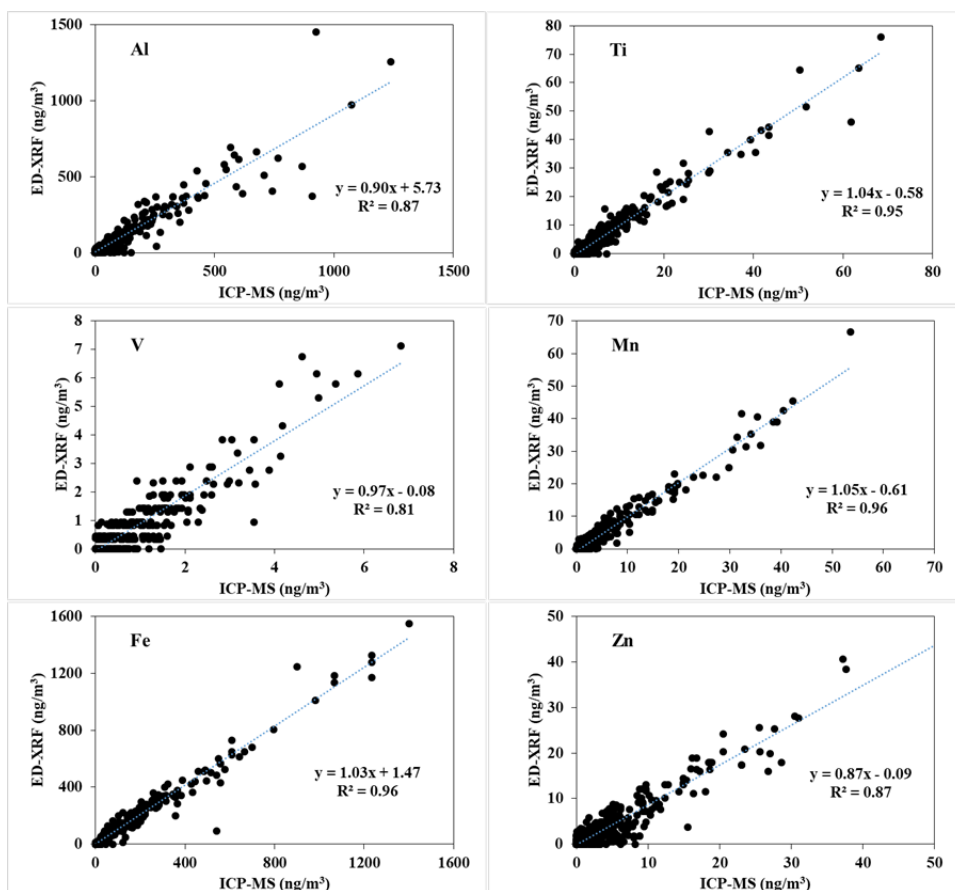 Al
ED-XRF (ng/m³)
1500
1000
500
0
y = 0.90x + 5.73
R² = 0.87
0 500 1000 1500
ICP-MS (ng/m³)
Ti
ED-XRF (ng/m³)
80
70
60
50
40
30
20
10
0
y = 1.04x - 0.58
R² = 0.95
0 20 40 60 80
ICP-MS (ng/m³)
V
ED-XRF (ng/m³)
8
7
6
5
4
3
2
1
0
y = 0.97x - 0.08
R² = 0.81
0 2 4 6 8
ICP-MS (ng/m³)
Mn
ED-XRF (ng/m³)
70
60
50
40
30
20
10
0
y = 1.05x - 0.61
R² = 0.96
0 10 20 30 40 50 60 70
ICP-MS (ng/m³)
Fe
ED-XRF (ng/m³)
1600
1200
800
400
0
y = 1.03x + 1.47
R² = 0.96
0 400 800 1200 1600
ICP-MS (ng/m³)
Zn
ED-XRF (ng/m³)
50
40
30
20
10
0
y = 0.87x - 0.09
R² = 0.87
0 10 20 30 40 50
ICP-MS (ng/m³)